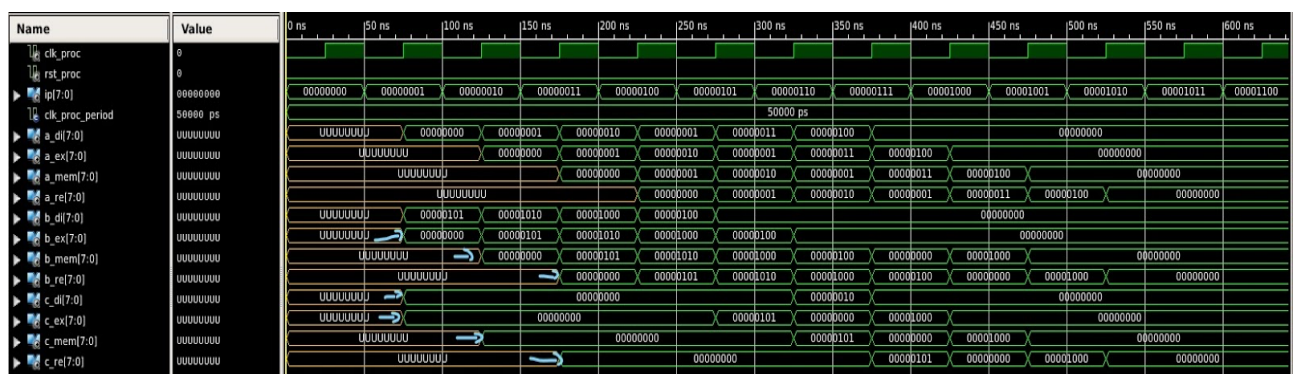 Name Value 0 ns 50 ns 100 ns 150 ns 200 ns 250 ns 300 ns 350 ns 400 ns 450 ns 500 ns 550 ns 600 ns
clk_proc 0
rst_proc 0
ip[7:0] 00000000 00000000 00000001 00000010 00000011 00000100 00000101 00000110 00000111 00001000 00001001 00001010 00001011 00001100
clk_proc_period 50000 ps 50000 ps
a_di[7:0] UUUUUUUU UUUUUUUU 00000000 00000001 00000010 00000001 00000011 00000100 00000000
a_ex[7:0] UUUUUUUU UUUUUUUU 00000000 00000001 00000010 00000001 00000011 00000100 00000000
a_mem[7:0] UUUUUUUU UUUUUUUU 00000000 00000001 00000010 00000001 00000011 00000100 00000000
a_re[7:0] UUUUUUUU UUUUUUUU 00000000 00000001 00000010 00000001 00000011 00000100 00000000
b_di[7:0] UUUUUUUU UUUUUUUU 00000101 00001010 00001000 00000100 00000000
b_ex[7:0] UUUUUUUU UUUUUUUU 00000000 00000101 00001010 00001000 00000100 00000000
b_mem[7:0] UUUUUUUU UUUUUUUU 00000000 00000101 00001010 00001000 00000100 00000000 00001000 00000000
b_re[7:0] UUUUUUUU UUUUUUUU 00000000 00000101 00001010 00001000 00000100 00000000 00001000 00000000
c_di[7:0] UUUUUUUU UUUUUUUU 00000000 00000010 00000000
c_ex[7:0] UUUUUUUU UUUUUUUU 00000000 00000101 00000000 00001000 00000000
c_mem[7:0] UUUUUUUU UUUUUUUU 00000000 00000101 00000000 00001000 00000000
c_re[7:0] UUUUUUUU UUUUUUUU 00000000 00000101 00000000 00001000 00000000